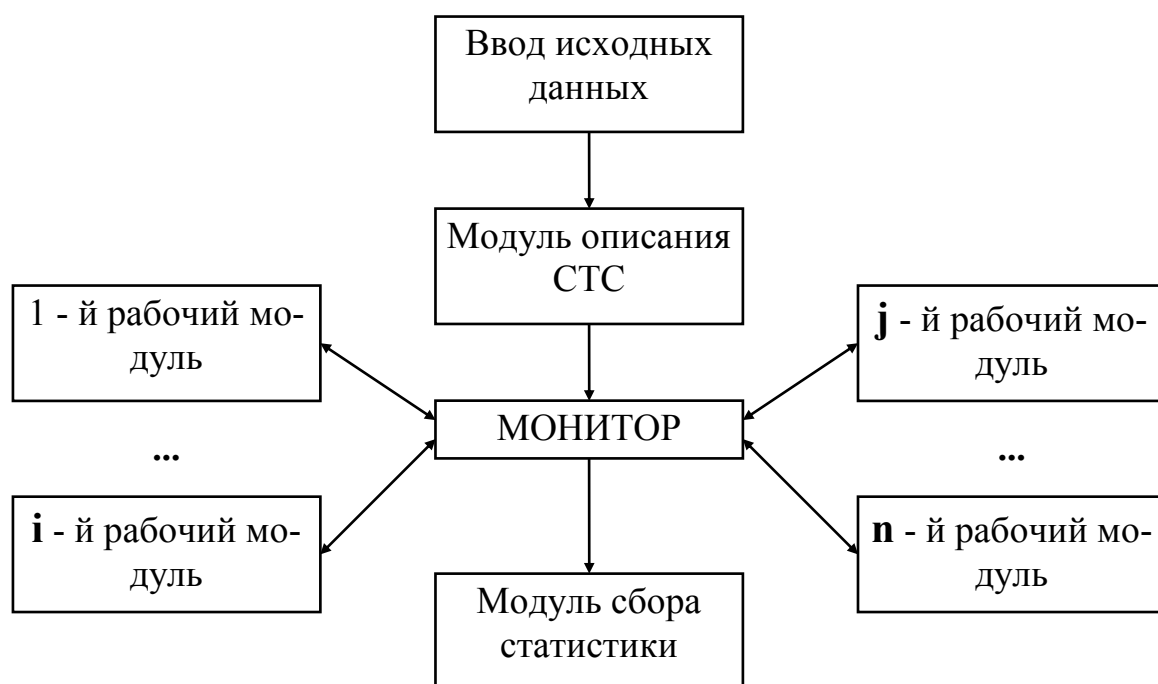 Ввод исходных
данных
Модуль описания
СТС
1 - й рабочий мо-
дуль
j - й рабочий мо-
дуль
МОНИТОР
...
...
i - й рабочий мо-
дуль
n - й рабочий мо-
дуль
Модуль сбора
статистики